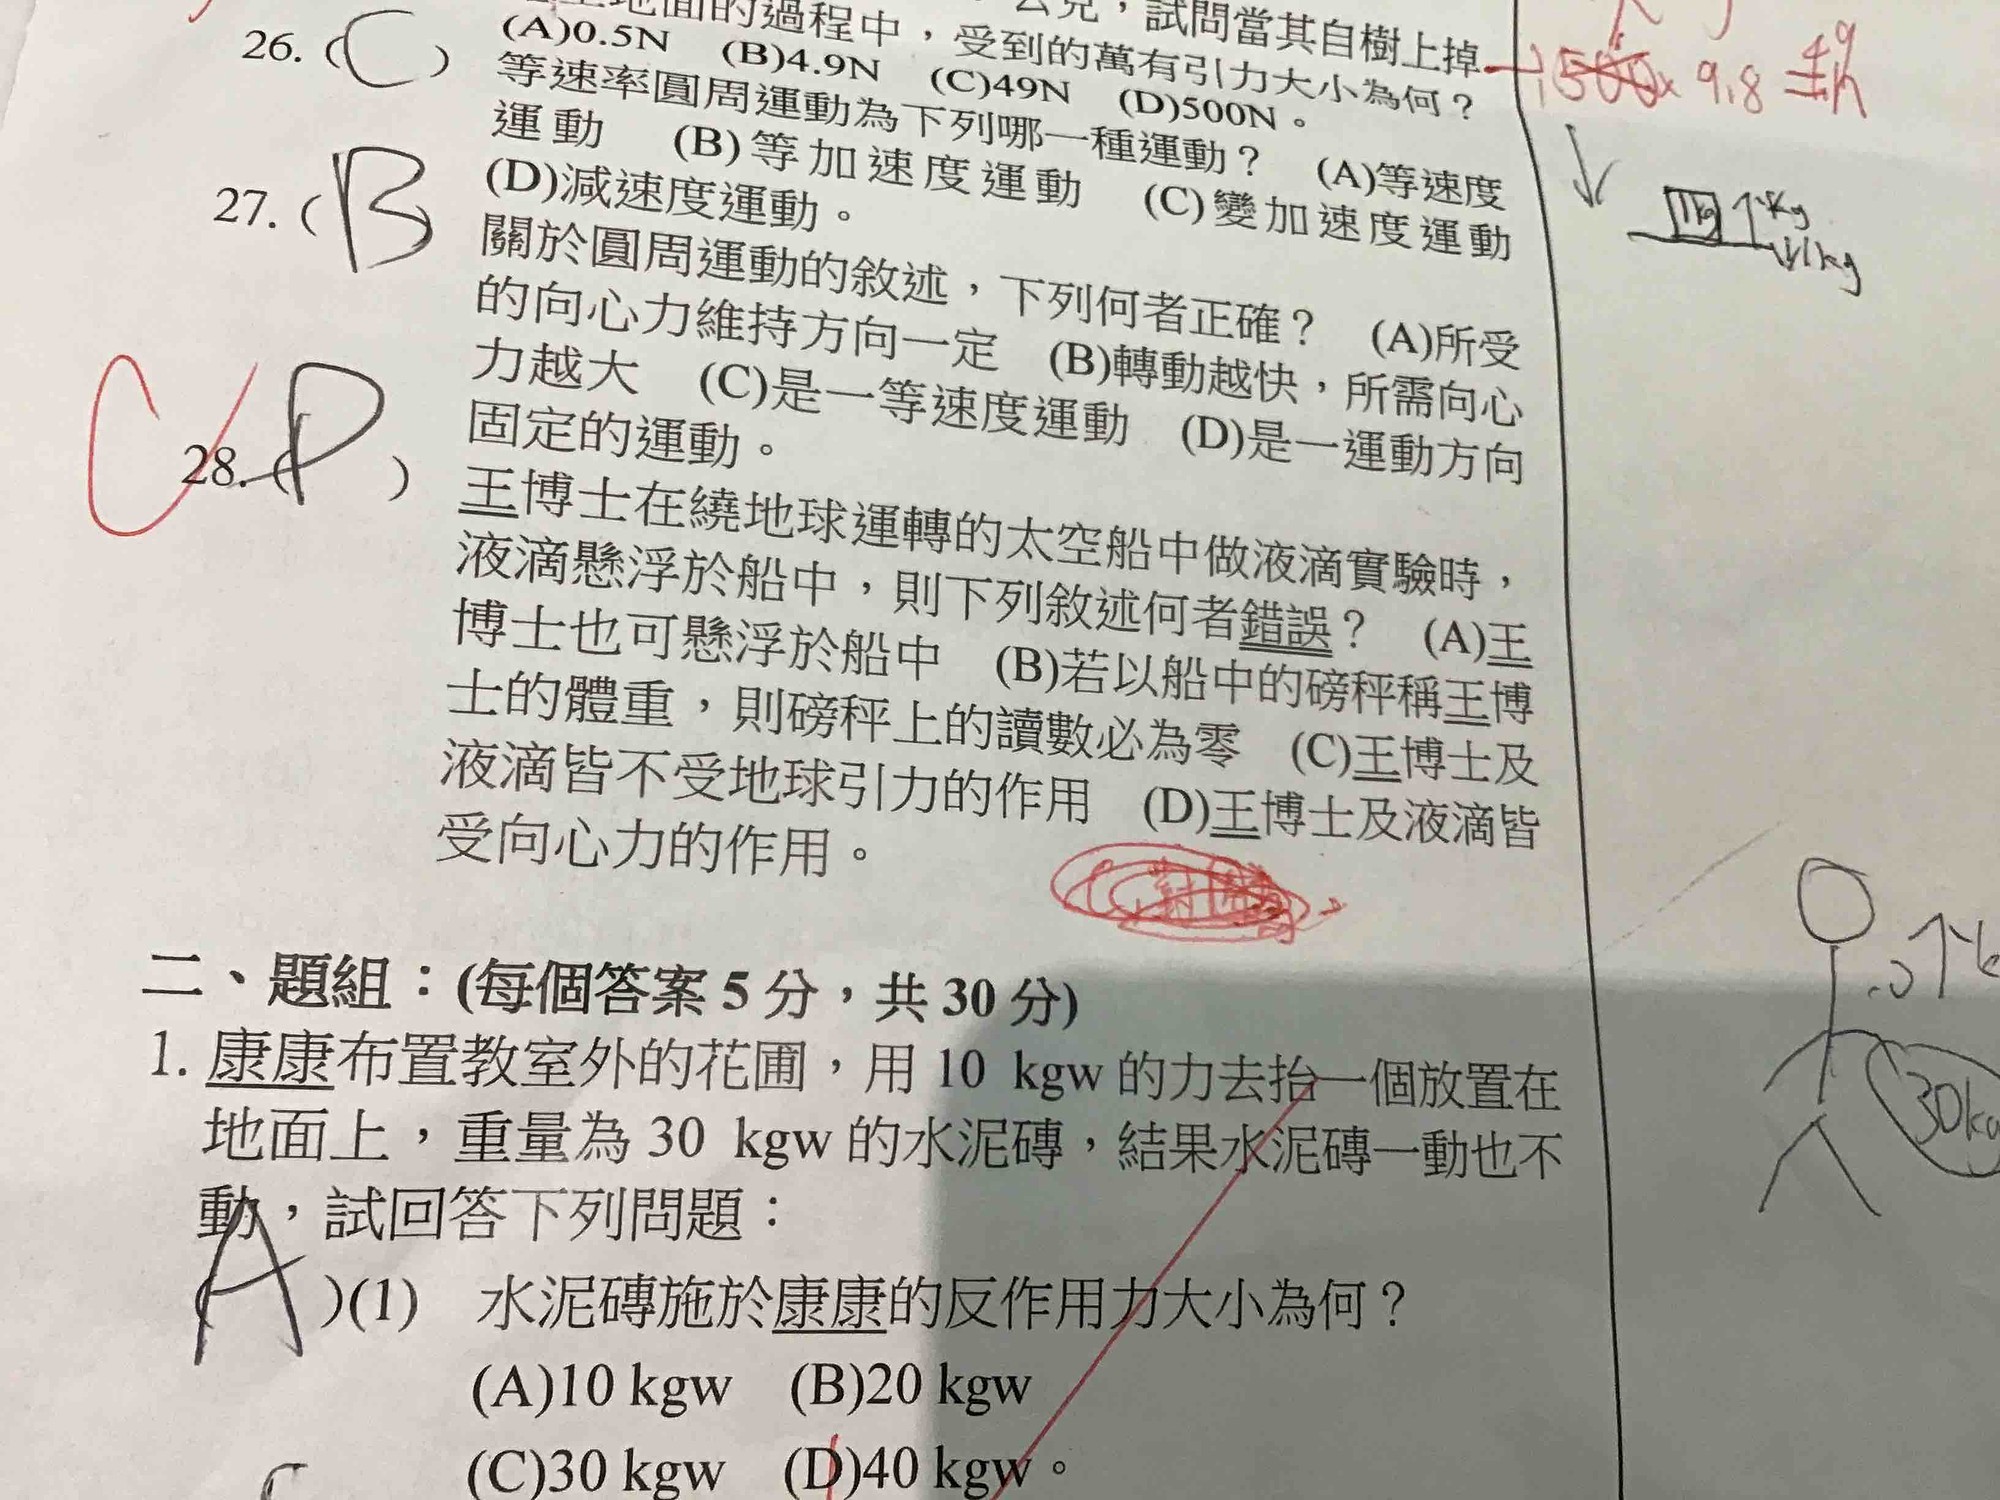 公克，試問當其自樹上掉
地面的過程中，受到的萬有引力大小為何？
(A)0.5N (B)4.9N (C)49N (D)500N。
26. (C) 等速率圓周運動為下列哪一種運動？ (A)等速度
運動 (B)等加速度運動 (C)變加速度運動
(D)減速度運動。
27. (B 關於圓周運動的敘述，下列何者正確？ (A)所受
的向心力維持方向一定 (B)轉動越快，所需向心
力越大 (C)是一等速度運動 (D)是一運動方向
固定的運動。
C 28. (D) 王博士在繞地球運轉的太空船中做液滴實驗時，
液滴懸浮於船中，則下列敘述何者錯誤？ (A)王
博士也可懸浮於船中 (B)若以船中的磅秤稱王博
士的體重，則磅秤上的讀數必為零 (C)王博士及
液滴皆不受地球引力的作用 (D)王博士及液滴皆
受向心力的作用。
二、題組：(每個答案 5 分，共 30 分)
1. 康康布置教室外的花圃，用 10 kgw 的力去抬一個放置在
地面上，重量為 30 kgw 的水泥磚，結果水泥磚一動也不
動，試回答下列問題：
(A)(1) 水泥磚施於康康的反作用力大小為何？
(A)10 kgw (B)20 kgw
(C)30 kgw (D)40 kgw。
x 9.8 =
1kg
1kg
30kg